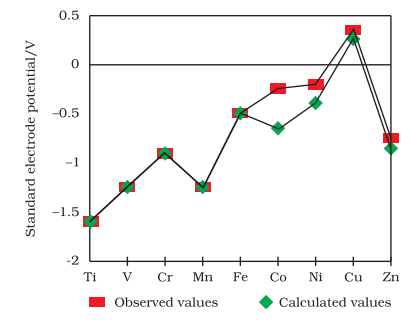 Standard electrode potential/V
0.5
0
–0.5
–1
–1.5
-2
Ti V Cr Mn Fe Co Ni Cu Zn
Observed values Calculated values